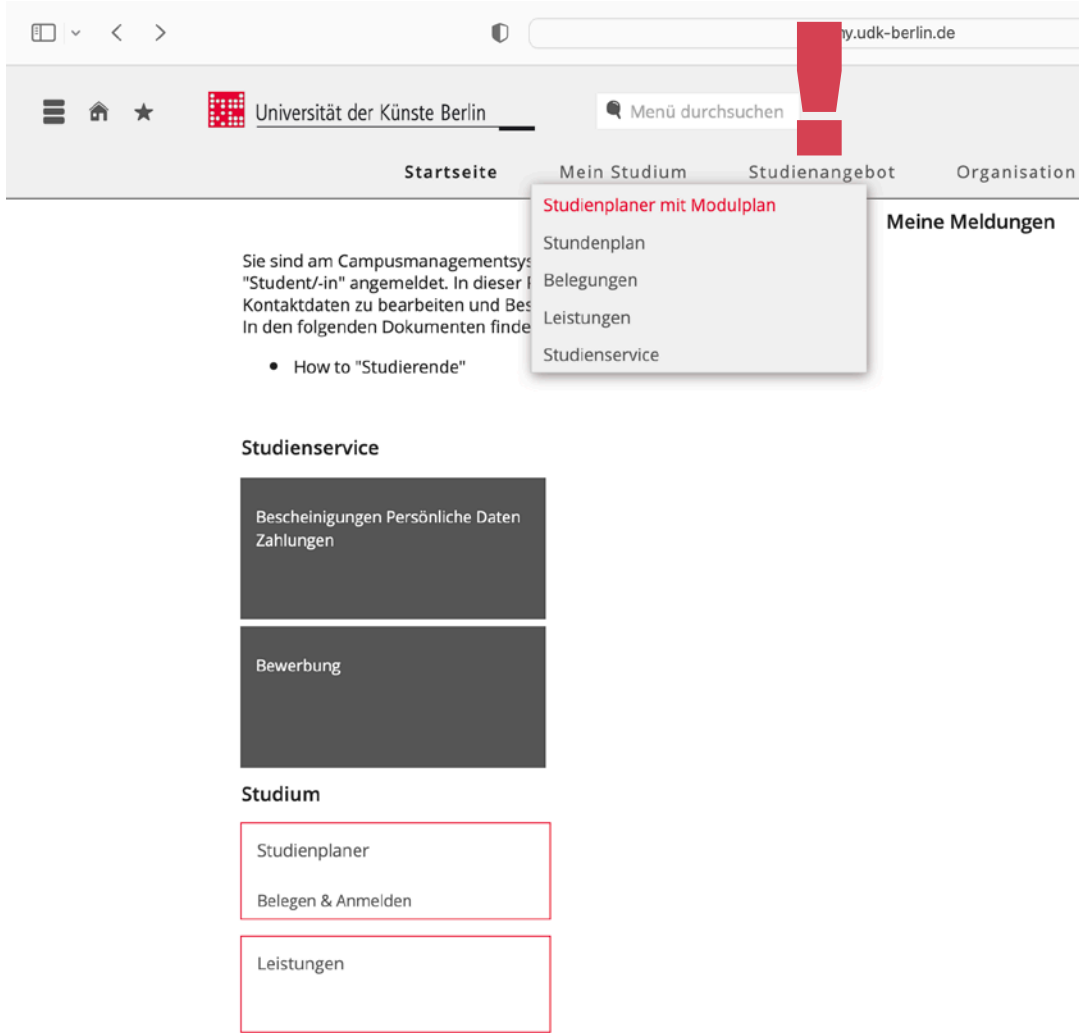 ny.udk-berlin.de
Universität der Künste Berlin
Menü durchsuchen
Startseite Mein Studium Studienangebot Organisation
Studienplaner mit Modulplan
Stundenplan
Belegungen
Leistungen
Studienservice
Meine Meldungen
Sie sind am Campusmanagementsys
"Student/-in" angemeldet. In dieser
Kontaktdaten zu bearbeiten und Bes
In den folgenden Dokumenten finde
• How to "Studierende"
Studienservice
Bescheinigungen Persönliche Daten
Zahlungen
Bewerbung
Studium
Studienplaner
Belegen & Anmelden
Leistungen